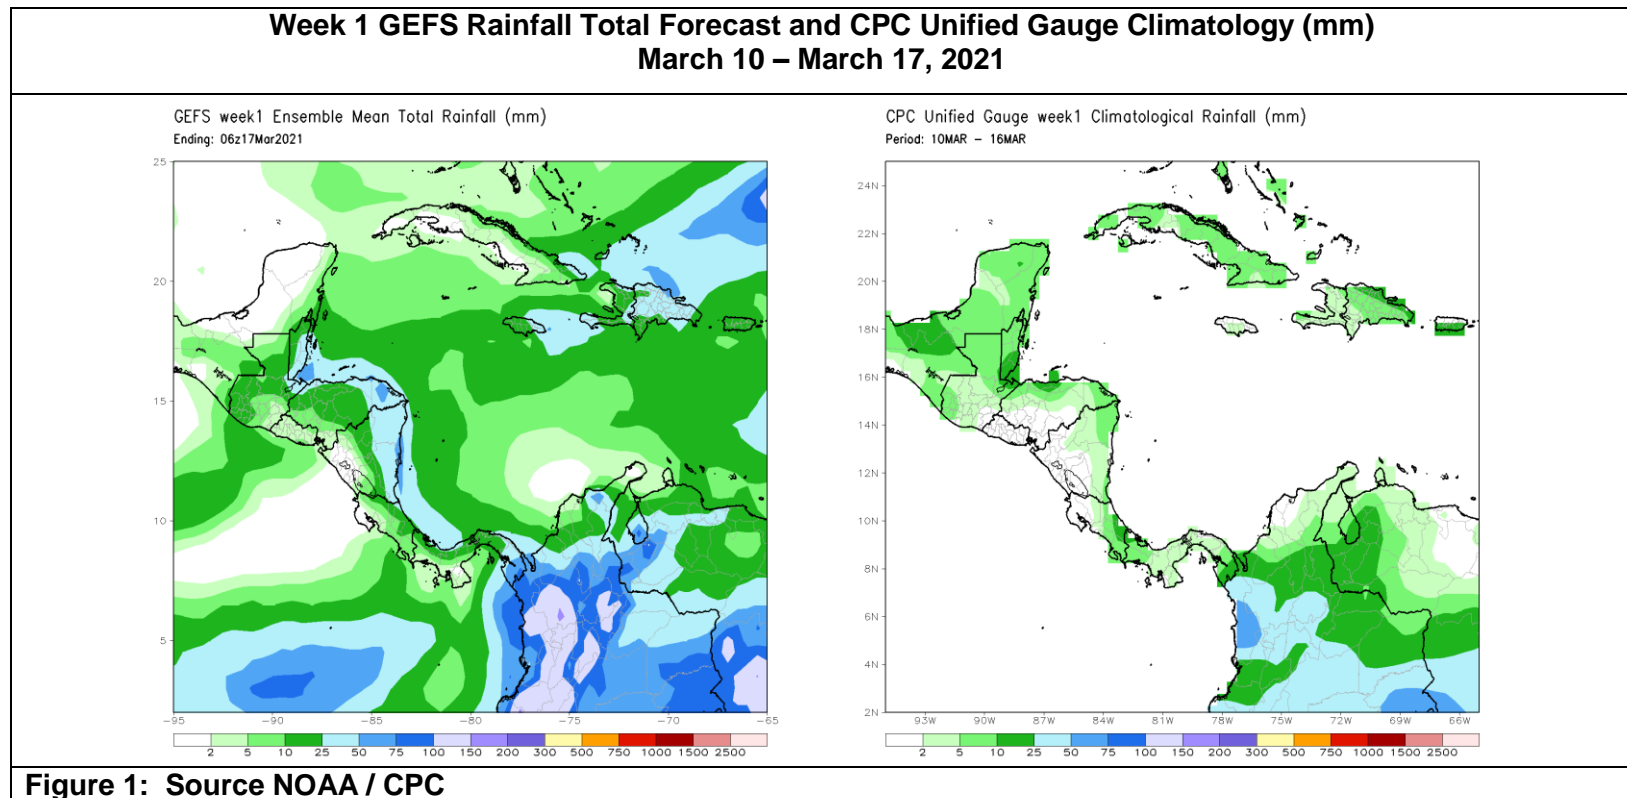 Week 1 GEFS Rainfall Total Forecast and CPC Unified Gauge Climatology (mm)
March 10 – March 17, 2021
GEFS week1 Ensemble Mean Total Rainfall (mm)
Ending: 06z17Mar2021
25
20
15
10
5
-95 -90 -85 -80 -75 -70 -65
2 5 10 25 50 75 100 150 200 300 500 750 1000 1500 2500
CPC Unified Gauge week1 Climatological Rainfall (mm)
Period: 10MAR – 16MAR
24N
22N
20N
18N
16N
14N
12N
10N
8N
6N
4N
2N
93W 90W 87W 84W 81W 78W 75W 72W 69W 66W
2 5 10 25 50 75 100 150 200 300 500 750 1000 1500 2500
Figure 1: Source NOAA / CPC